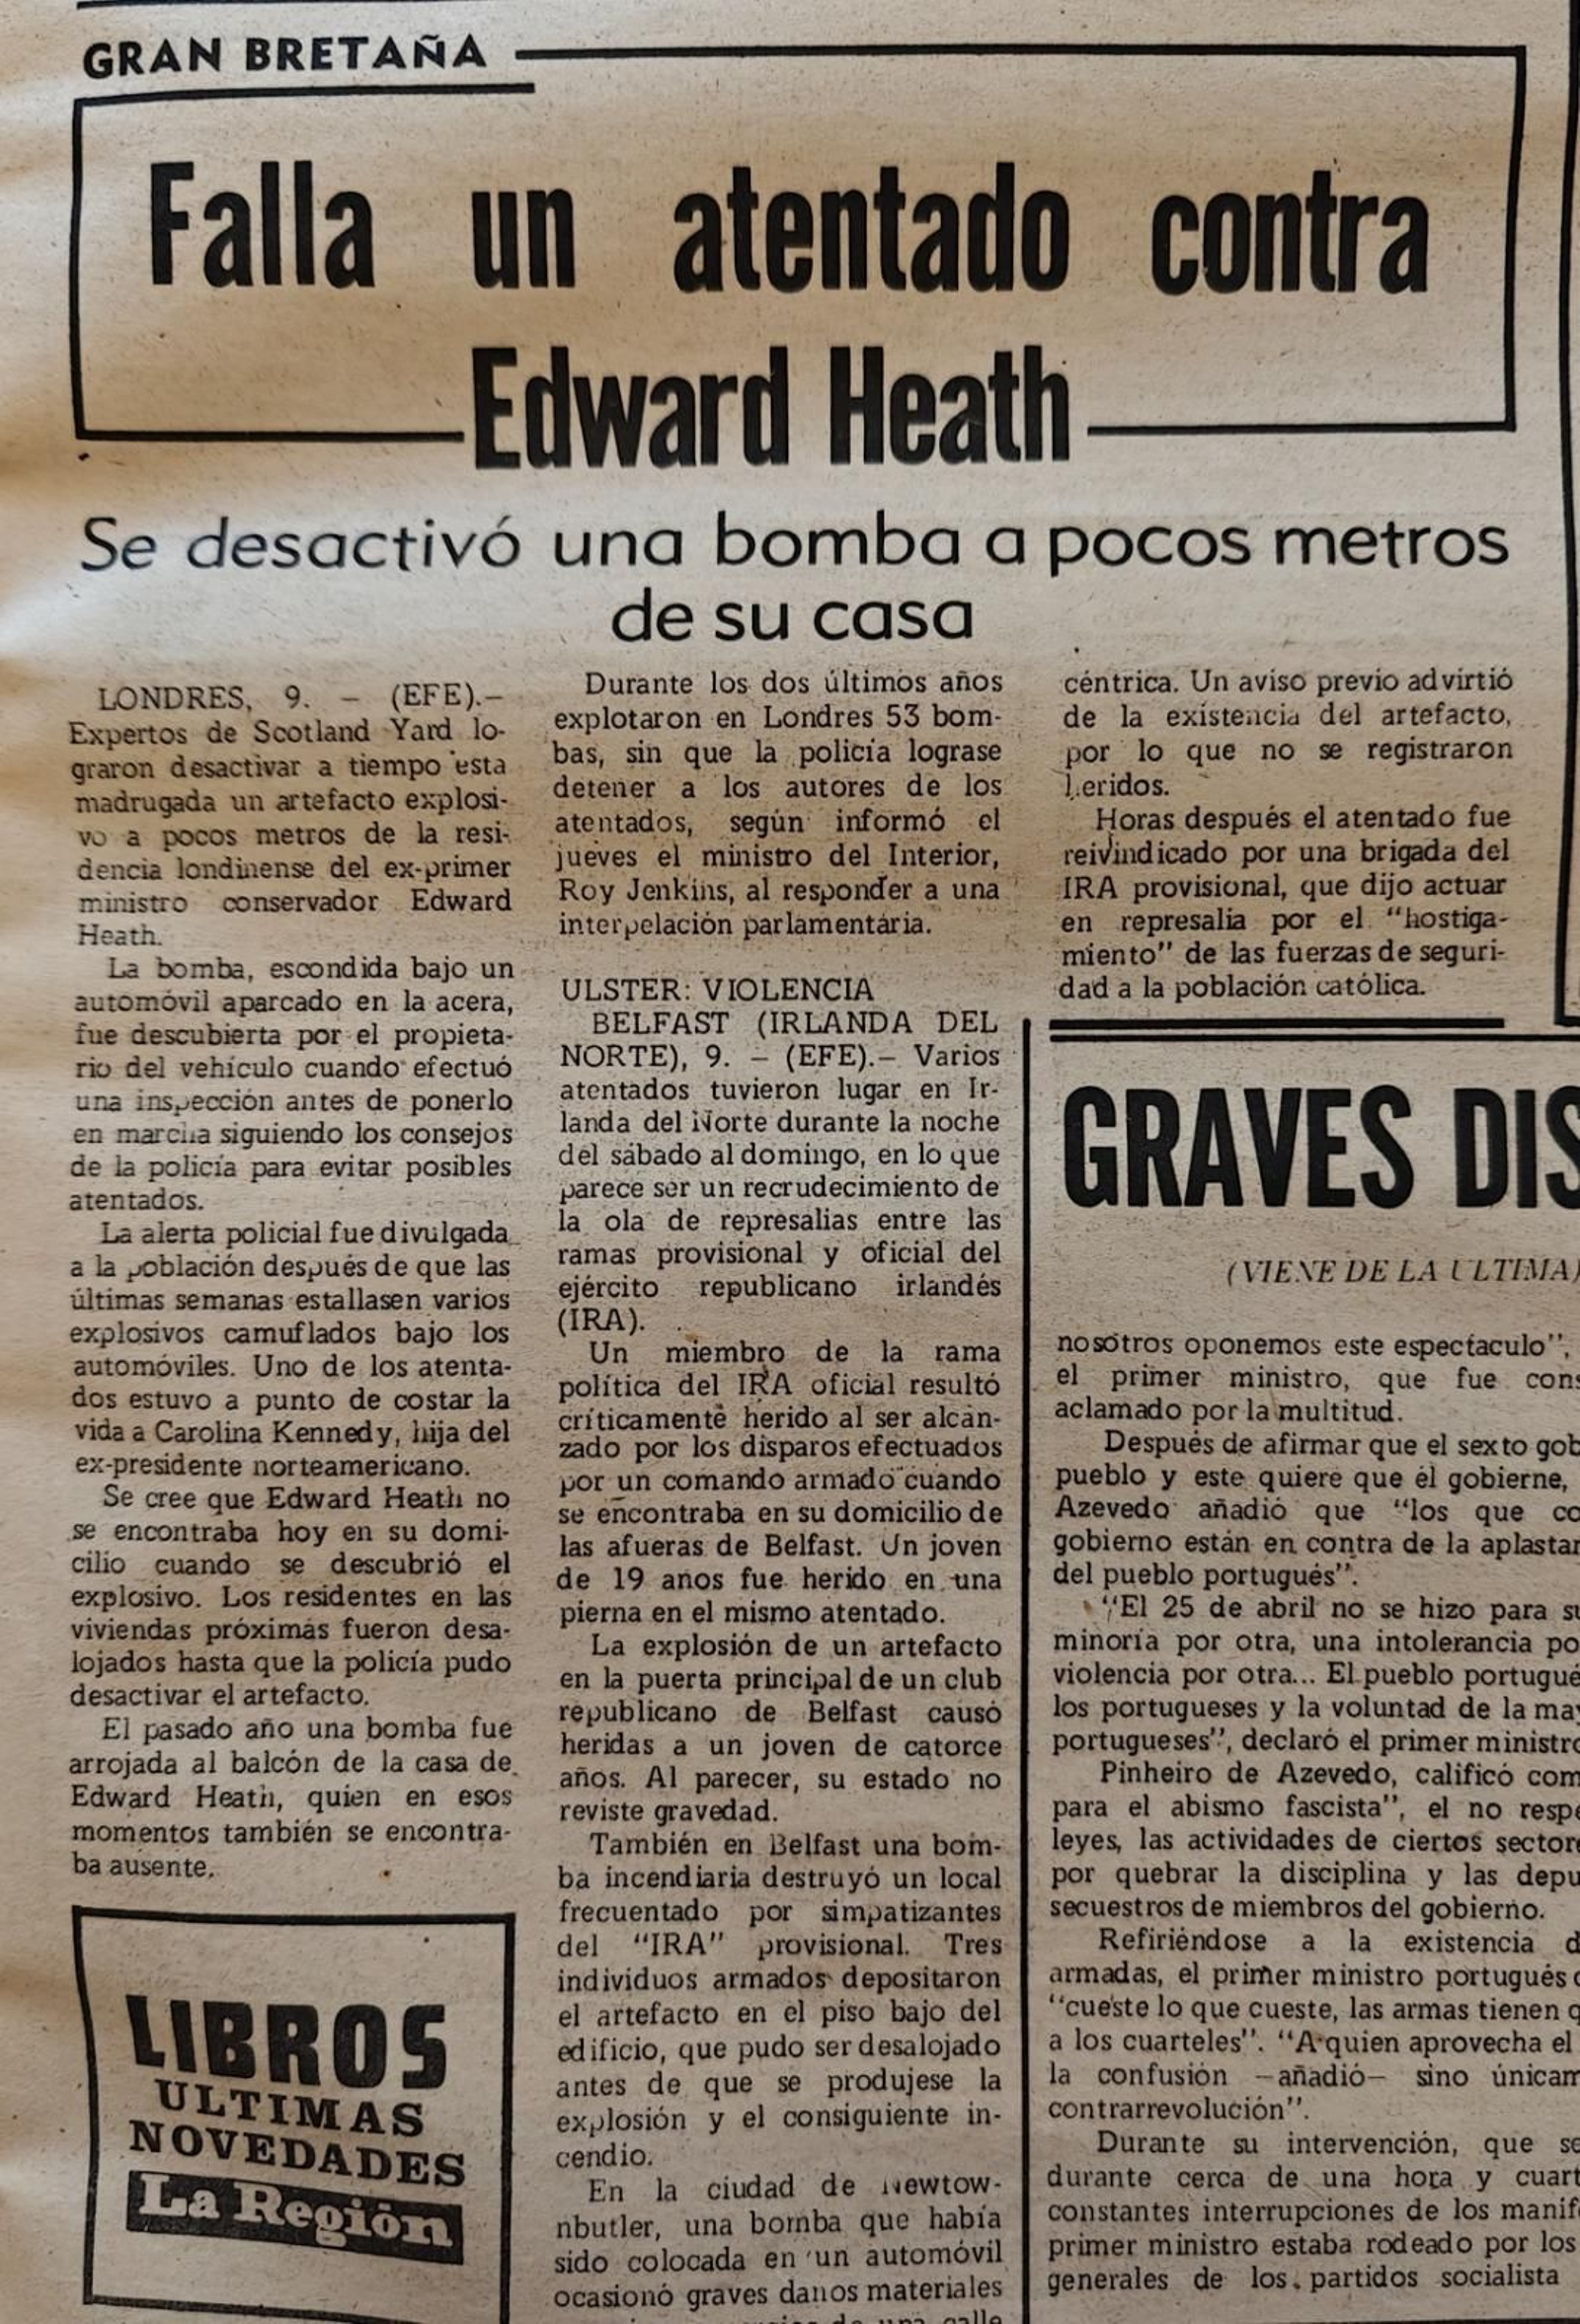 GRAN BRETAÑA
Falla un atentado contra
Edward Heath
Se desactivó una bomba a pocos metros
de su casa
LONDRES, 9. — (EFE).—
Expertos de Scotland Yard lo-
graron desactivar a tiempo esta
madrugada un artefacto explosi-
vo a pocos metros de la resi-
dencia londinense del ex-primer
ministro conservador Edward
Heath.
La bomba, escondida bajo un
automóvil aparcado en la acera,
fue descubierta por el propieta-
rio del vehículo cuando efectuó
una inspección antes de ponerlo
en marcha siguiendo los consejos
de la policía para evitar posibles
atentados.
La alerta policial fue divulgada
a la población después de que las
últimas semanas estallasen varios
explosivos camuflados bajo los
automóviles. Uno de los atenta-
dos estuvo a punto de costar la
vida a Carolina Kennedy, hija del
ex-presidente norteamericano.
Se cree que Edward Heath no
se encontraba hoy en su domi-
cilio cuando se descubrió el
explosivo. Los residentes en las
viviendas próximas fueron desa-
lojados hasta que la policía pudo
desactivar el artefacto.
El pasado año una bomba fue
arrojada al balcón de la casa de
Edward Heath, quien en esos
momentos también se encontra-
ba ausente.
LIBROS
ULTIMAS
NOVEDADES
La Región
Durante los dos últimos años
explotaron en Londres 53 bom-
bas, sin que la policía lograse
detener a los autores de los
atentados, según informó el
jueves el ministro del Interior,
Roy Jenkins, al responder a una
interpelación parlamentaria.
ULSTER: VIOLENCIA
BELFAST (IRLANDA DEL
NORTE), 9. — (EFE).— Varios
atentados tuvieron lugar en Ir-
landa del Norte durante la noche
del sábado al domingo, en lo que
parece ser un recrudecimiento de
la ola de represalias entre las
ramas provisional y oficial del
ejército republicano irlandés
(IRA).
Un miembro de la rama
política del IRA oficial resultó
críticamente herido al ser alcan-
zado por los disparos efectuados
por un comando armado cuando
se encontraba en su domicilio de
las afueras de Belfast. Un joven
de 19 años fue herido en una
pierna en el mismo atentado.
La explosión de un artefacto
en la puerta principal de un club
republicano de Belfast causó
heridas a un joven de catorce
años. Al parecer, su estado no
reviste gravedad.
También en Belfast una bom-
ba incendiaria destruyó un local
frecuentado por simpatizantes
del "IRA" provisional. Tres
individuos armados depositaron
el artefacto en el piso bajo del
edificio, que pudo ser desalojado
antes de que se produjese la
explosión y el consiguiente in-
cendio.
En la ciudad de Newtow-
nbutler, una bomba que había
sido colocada en un automóvil
ocasionó graves danos materiales
de una calle
céntrica. Un aviso previo advirtió
de la existencia del artefacto,
por lo que no se registraron
heridos.
Horas después el atentado fue
reivindicado por una brigada del
IRA provisional, que dijo actuar
en represalia por el "hostiga-
miento" de las fuerzas de seguri-
dad a la población católica.
GRAVES DIS
(VIENE DE LA ULTIMA)
nosotros oponemos este espectaculo",
el primer ministro, que fue cons
aclamado por la multitud.
Después de afirmar que el sexto gob
pueblo y este quiere que él gobierne,
Azevedo añadió que "los que co
gobierno están en contra de la aplastan
del pueblo portugués".
"El 25 de abril no se hizo para su
minoría por otra, una intolerancia po
violencia por otra... El pueblo portugué
los portugueses y la voluntad de la may
portugueses", declaró el primer ministro
Pinheiro de Azevedo, calificó com
para el abismo fascista", el no respe
leyes, las actividades de ciertos sectore
por quebrar la disciplina y las depu
secuestros de miembros del gobierno.
Refiriéndose a la existencia d
armadas, el primer ministro portugués
"cueste lo que cueste, las armas tienen q
a los cuarteles". "A quien aprovecha el
la confusión —añadió— sino únicam
contrarrevolución".
Durante su intervención, que se
durante cerca de una hora y cuart
constantes interrupciones de los manif
primer ministro estaba rodeado por los
generales de los partidos socialista